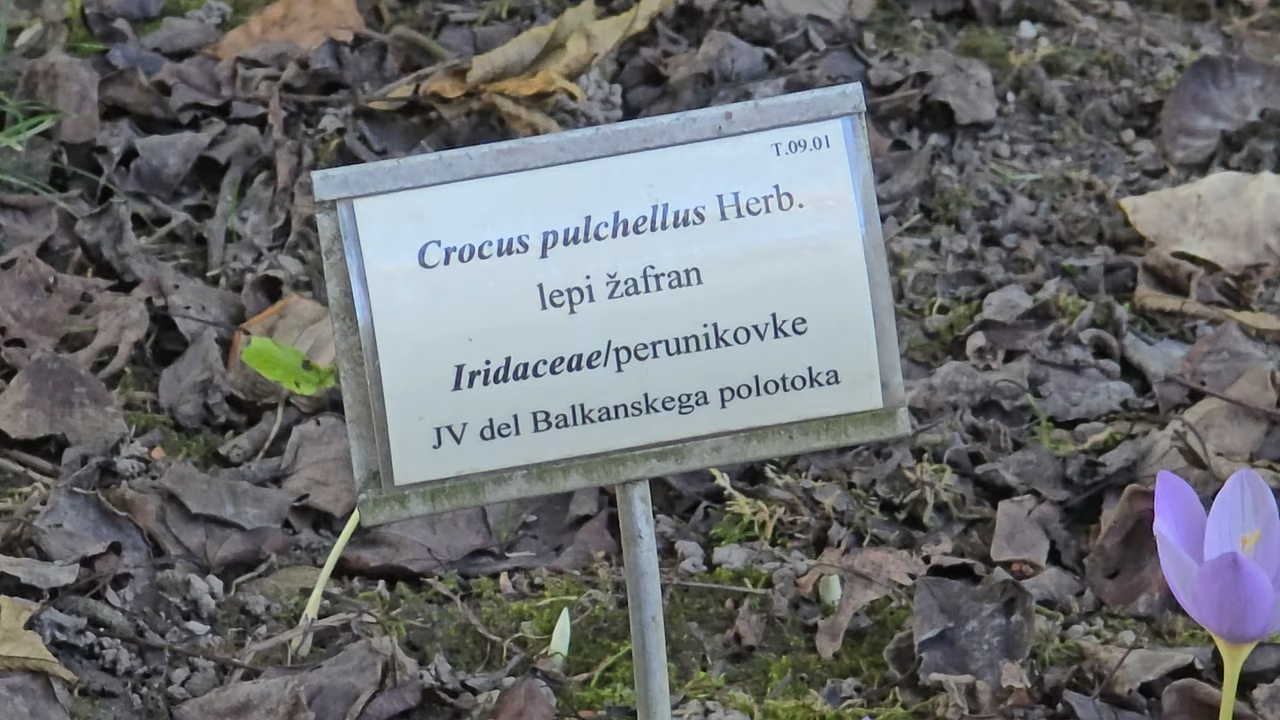 T.09.01
Crocus pulchellus Herb.
lepi žafran
Iridaceae/perunikovke
JV del Balkanskega polotoka